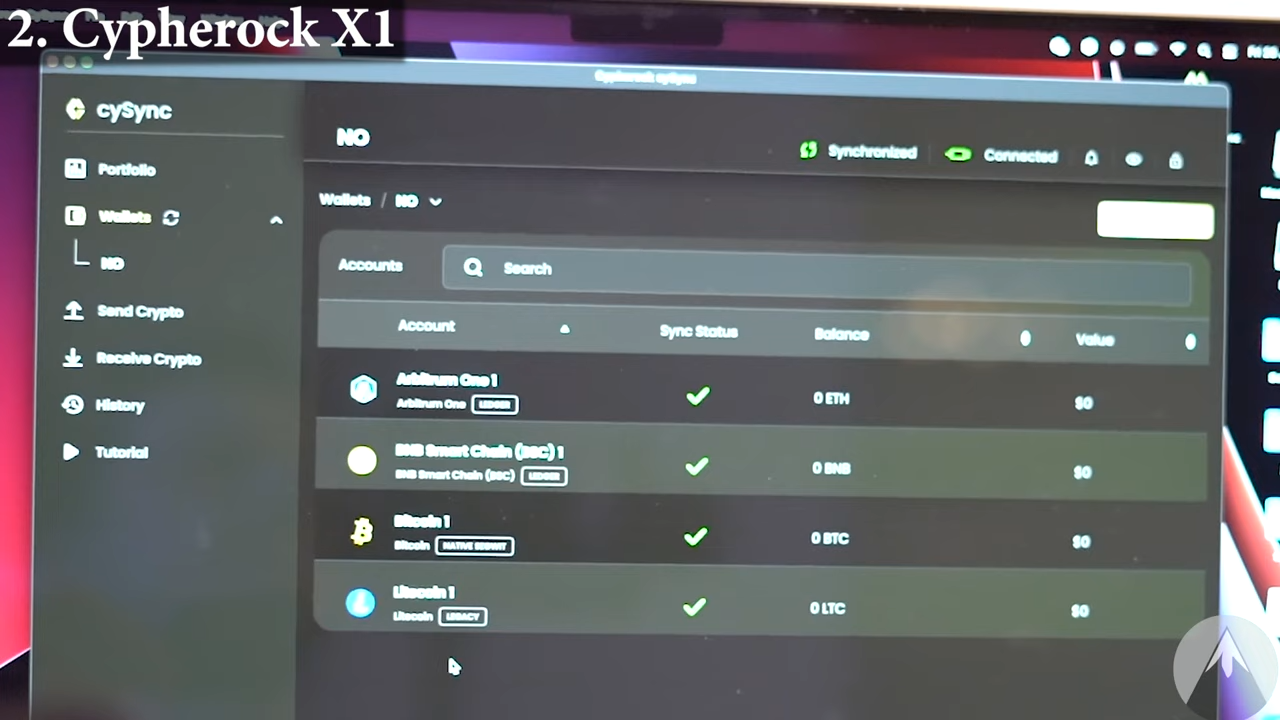 2. Cypherock X1
Cypherock cySync
cySync
NO
Synchronized
Connected
Portfolio
Wallets
NO
Send Crypto
Receive Crypto
History
Tutorial
Wallets / NO
Accounts
Search
Account
Sync Status
Balance
Value
Arbitrum One 1
Arbitrum One LEDGER
0 ETH
$0
BNB Smart Chain (BSC) 1
BNB Smart Chain (BSC) LEDGER
0 BNB
$0
Bitcoin 1
Bitcoin NATIVE SEGWIT
0 BTC
$0
Litecoin 1
Litecoin LEGACY
0 LTC
$0